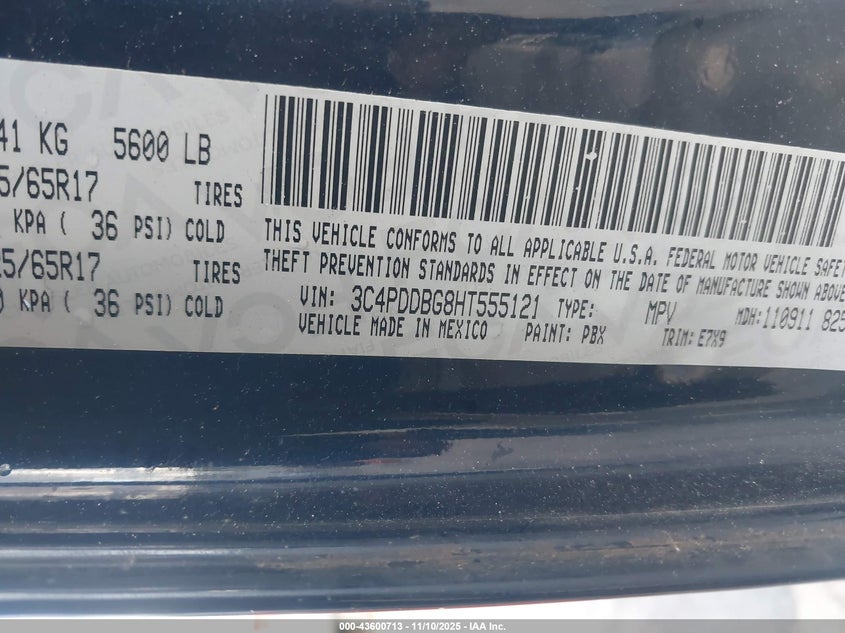 41 KG 5600 LB
5/65R17 TIRES
KPA ( 36 PSI) COLD
25/65R17 TIRES
0 KPA ( 36 PSI) COLD
THIS VEHICLE CONFORMS TO ALL APPLICABLE U.S.A. FEDERAL MOTOR VEHICLE SAFET
THEFT PREVENTION STANDARDS IN EFFECT ON THE DATE OF MANUFACTURE SHOWN ABOVE
VIN: 3C4PDDBG8HT555121 TYPE: MPV MDH:110911 825
VEHICLE MADE IN MEXICO PAINT: PBX TRIM: E7X9
000-43600713 - 11/10/2025 - IAA Inc.